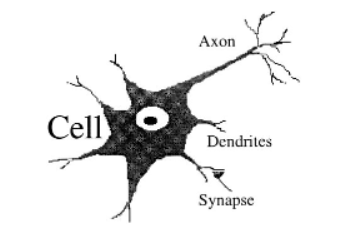 Axon
Cell
Dendrites
Synapse